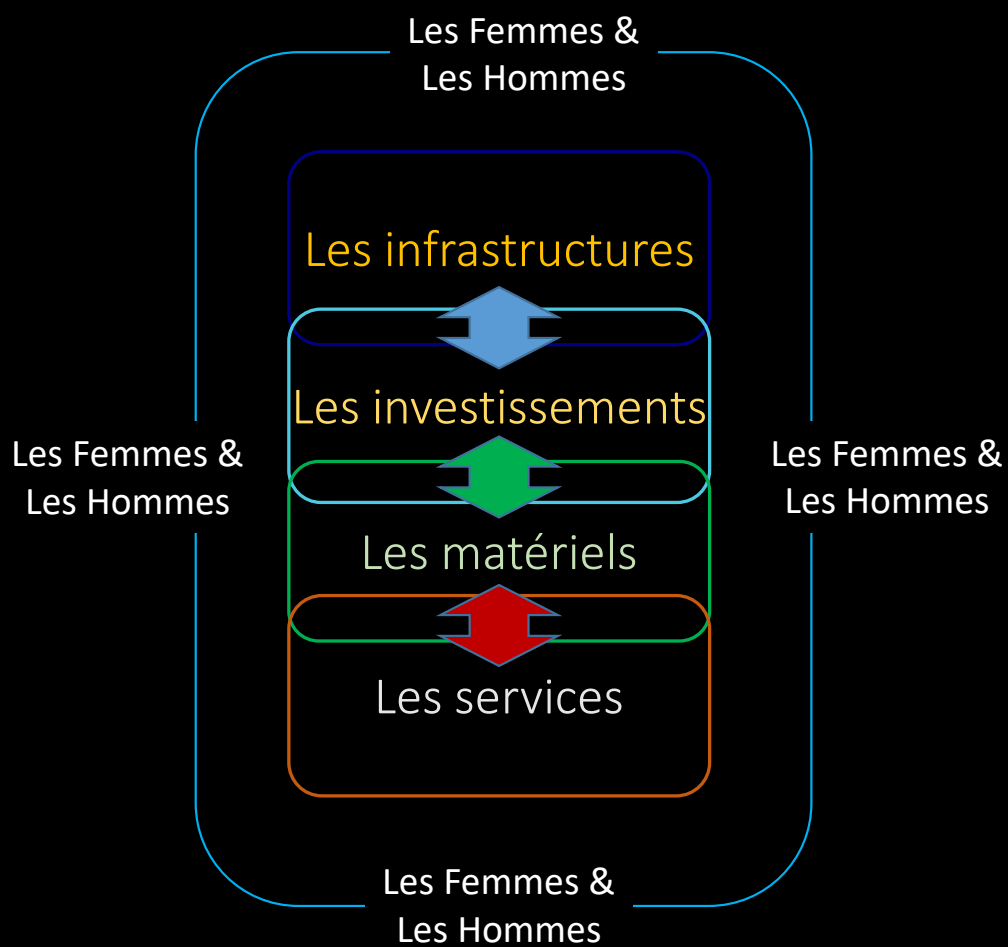 Les Femmes &
Les Hommes
Les infrastructures
Les investissements
Les Femmes &
Les Hommes
Les Femmes &
Les Hommes
Les matériels
Les services
Les Femmes &
Les Hommes